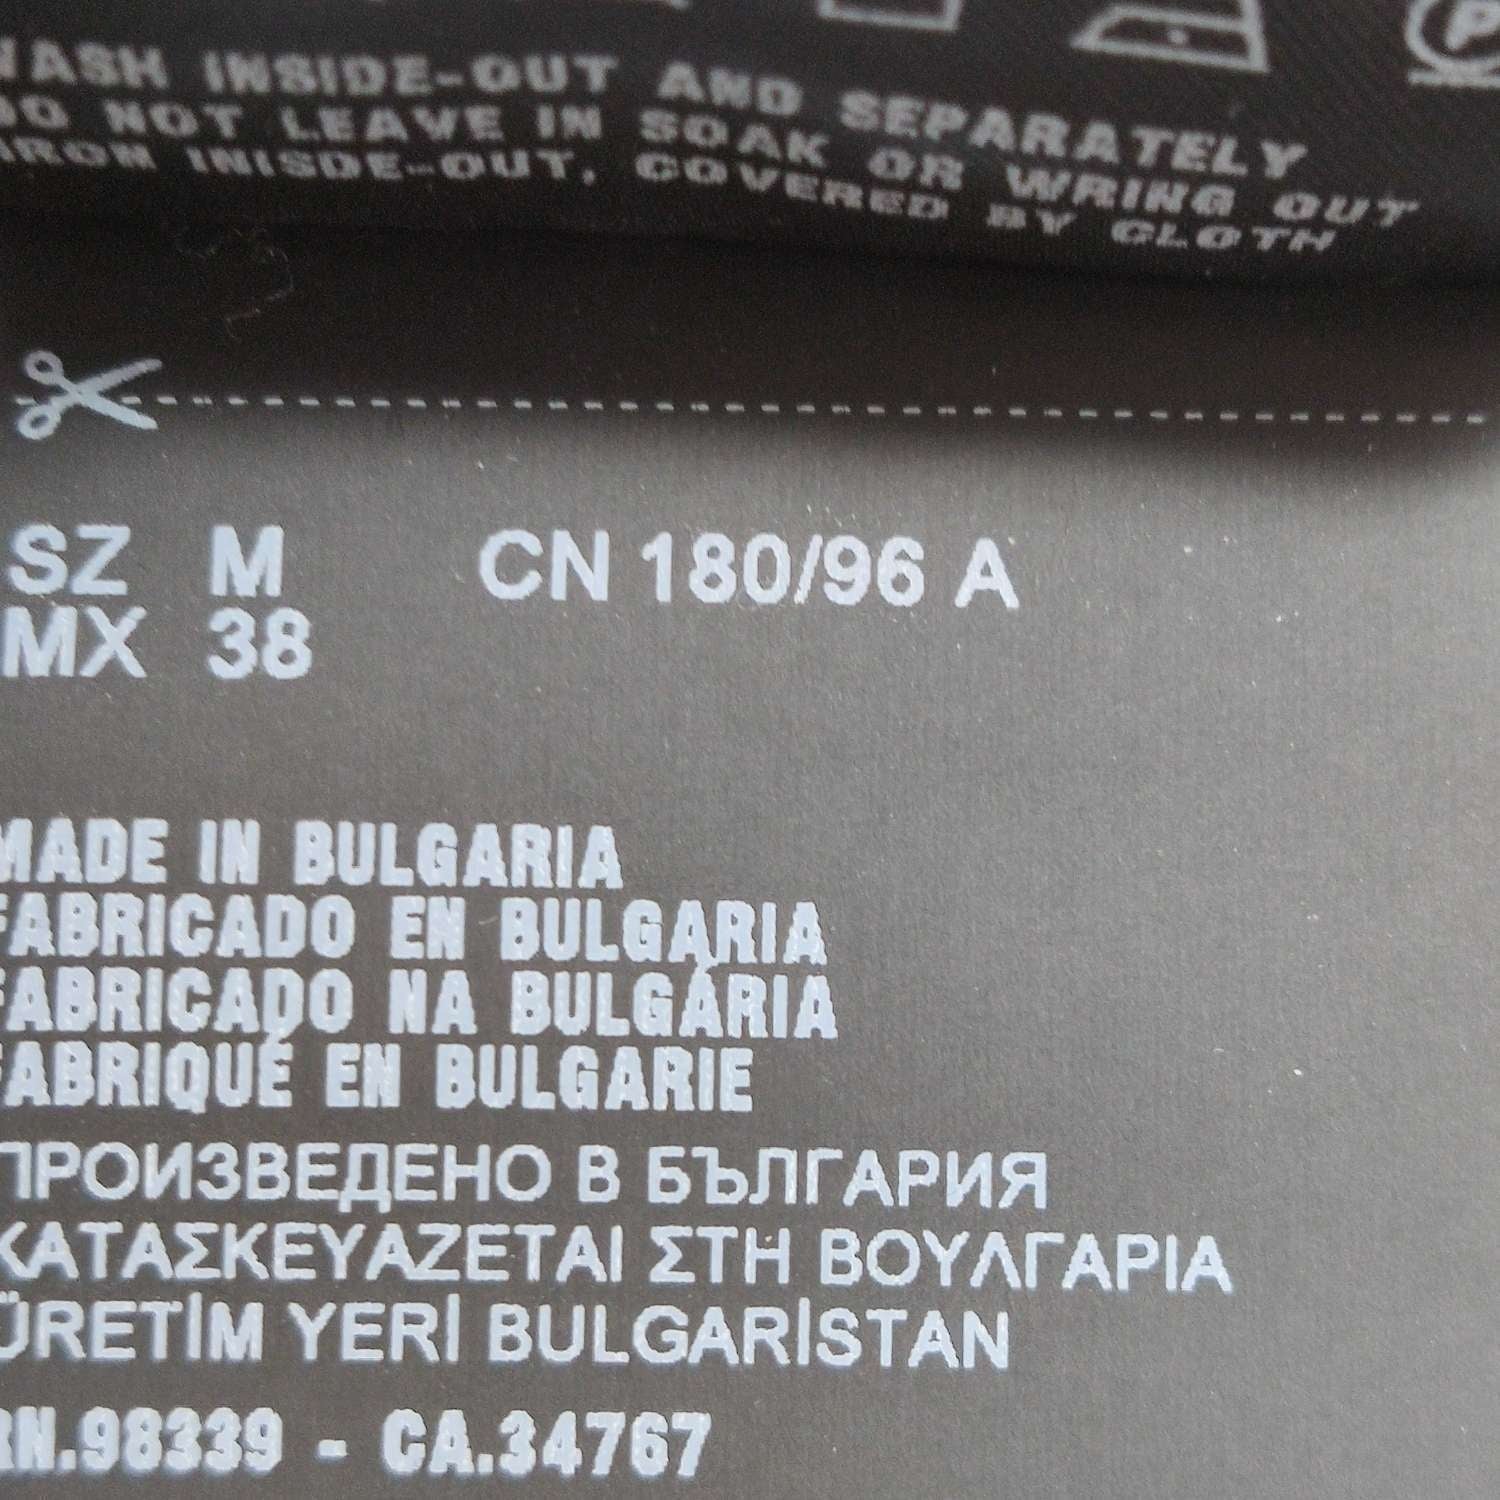 WASH INSIDE-OUT AND SEPARATELY
DO NOT LEAVE IN SOAK OR WRING OUT
IRON INISDE-OUT, COVERED BY CLOTH
SZ M CN 180/96 A
MX 38
MADE IN BULGARIA
FABRICADO EN BULGARIA
FABRICADO NA BULGÁRIA
FABRIQUÉ EN BULGARIE
ПРОИЗВЕДЕНО В БЪЛГАРИЯ
ΚΑΤΑΣΚΕΥΑΖΕΤΑΙ ΣΤΗ ΒΟΥΛΓΑΡΙΑ
ÜRETİM YERİ BULGARİSTAN
RN.98339 - CA.34767